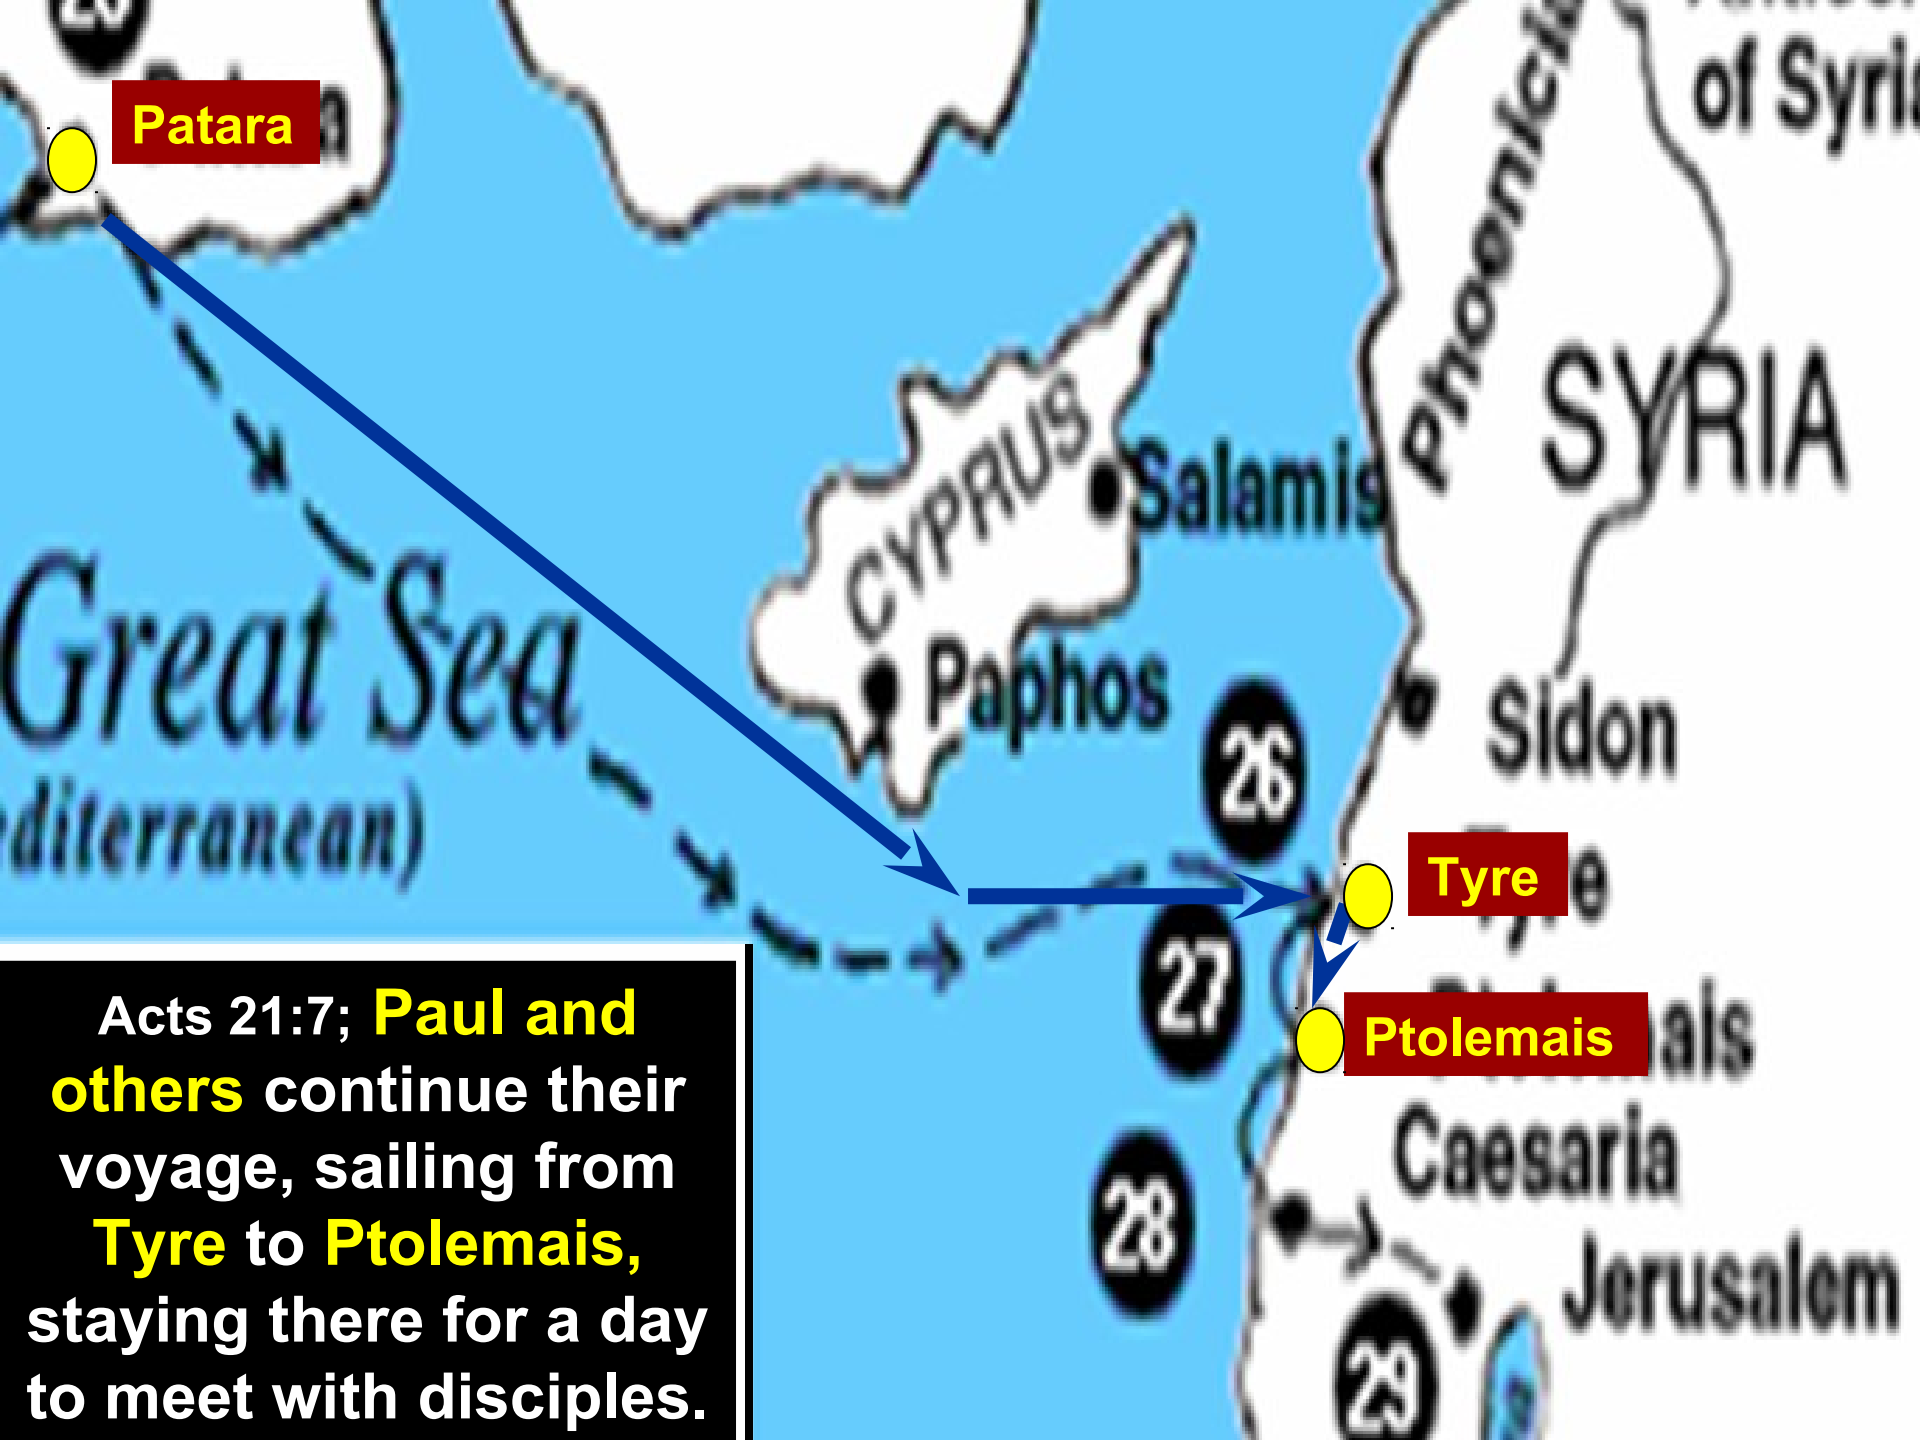 of Syria
Patara
Phoenicia
SYRIA
CYPRUS
Salamis
Great Sea
Paphos
26
Sidon
editerranean)
Tyre
27
Ptolemais
Caesaria
28
Jerusalem
29
Acts 21:7; Paul and
others continue their
voyage, sailing from
Tyre to Ptolemais,
staying there for a day
to meet with disciples.